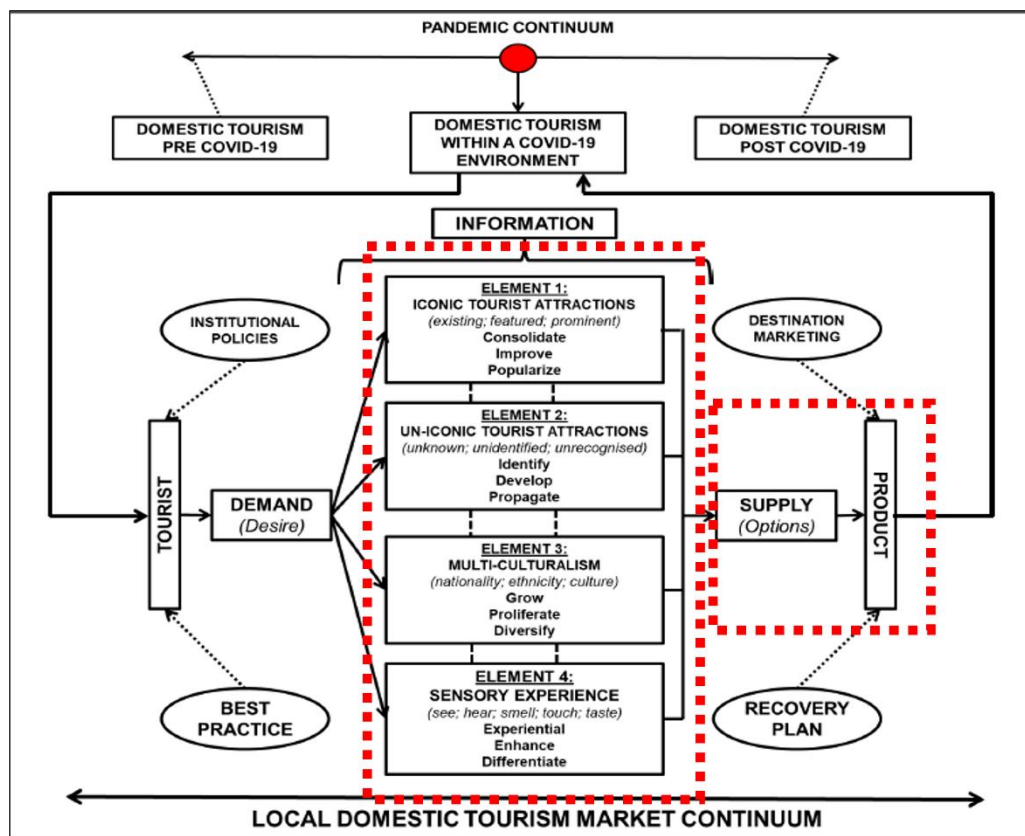 PANDEMIC CONTINUUM
DOMESTIC TOURISM
PRE COVID-19
DOMESTIC TOURISM
WITHIN A COVID-19
ENVIRONMENT
DOMESTIC TOURISM
POST COVID-19
INFORMATION
INSTITUTIONAL
POLICIES
BEST
PRACTICE
TOURIST
DEMAND
(Desire)
ELEMENT 1:
ICONIC TOURIST ATTRACTIONS
(existing; featured; prominent)
Consolidate
Improve
Popularize
ELEMENT 2:
UN-ICONIC TOURIST ATTRACTIONS
(unknown; unidentified; unrecognised)
Identify
Develop
Propagate
ELEMENT 3:
MULTI-CULTURALISM
(nationality; ethnicity; culture)
Grow
Proliferate
Diversify
ELEMENT 4:
SENSORY EXPERIENCE
(see; hear; smell; touch; taste)
Experiential
Enhance
Differentiate
DESTINATION
MARKETING
SUPPLY
(Options)
PRODUCT
RECOVERY
PLAN
LOCAL DOMESTIC TOURISM MARKET CONTINUUM